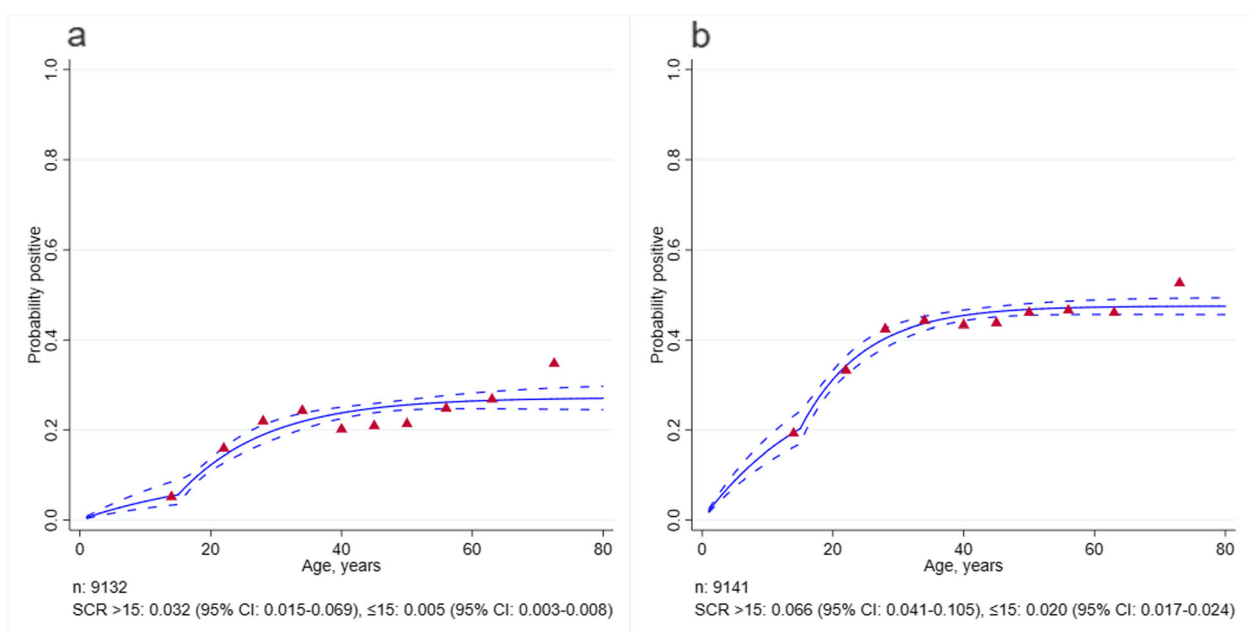 a
1.0
0.8
0.6
0.4
0.2
0.0
Probability positive
0 20 40 60 80
Age, years
n: 9132
SCR >15: 0.032 (95% CI: 0.015-0.069), ≤15: 0.005 (95% CI: 0.003-0.008)
b
1.0
0.8
0.6
0.4
0.2
0.0
Probability positive
0 20 40 60 80
Age, years
n: 9141
SCR >15: 0.066 (95% CI: 0.041-0.105), ≤15: 0.020 (95% CI: 0.017-0.024)